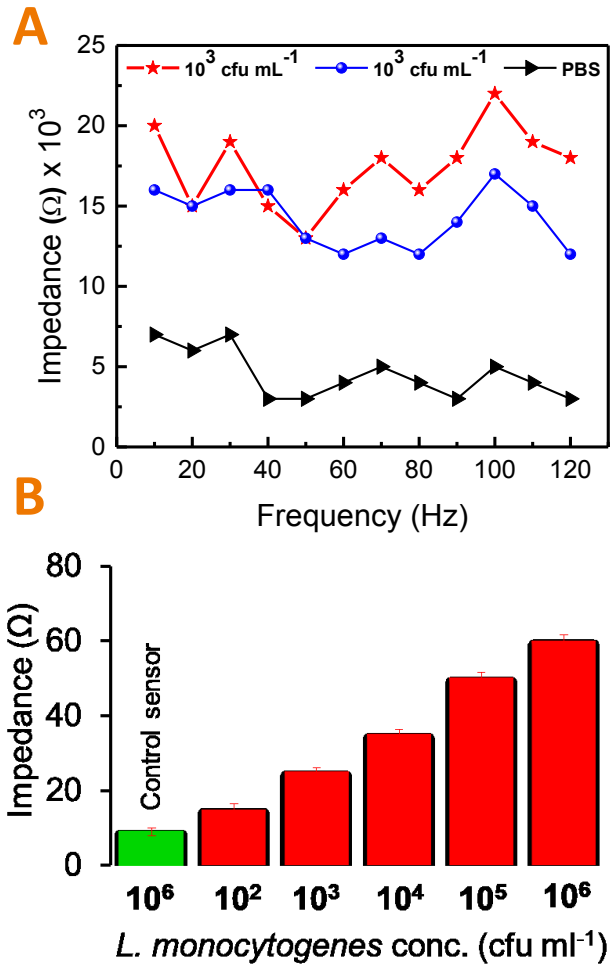 A
25
20
15
10
5
0
Impedance (Ω) x 10³
10³ cfu mL⁻¹ 10³ cfu mL⁻¹ PBS
0 20 40 60 80 100 120
Frequency (Hz)
B
80
60
40
20
0
Impedance (Ω)
Control sensor
10⁶ 10² 10³ 10⁴ 10⁵ 10⁶
L. monocytogenes conc. (cfu ml⁻¹)